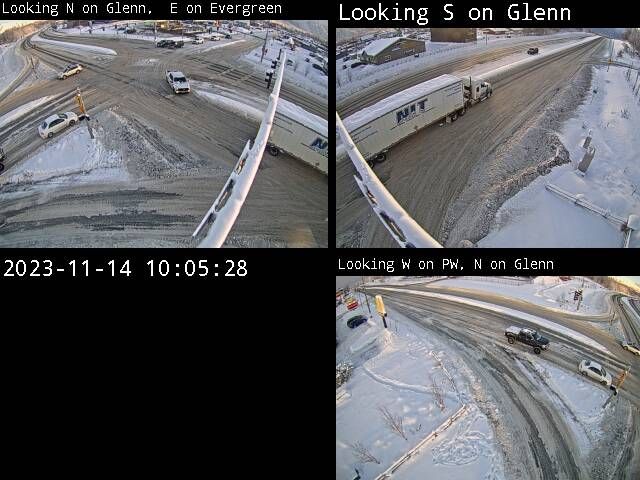 Looking N on Glenn,  E on Evergreen
Looking S on Glenn
NIT
2023-11-14 10:05:28
Looking W on PW, N on Glenn